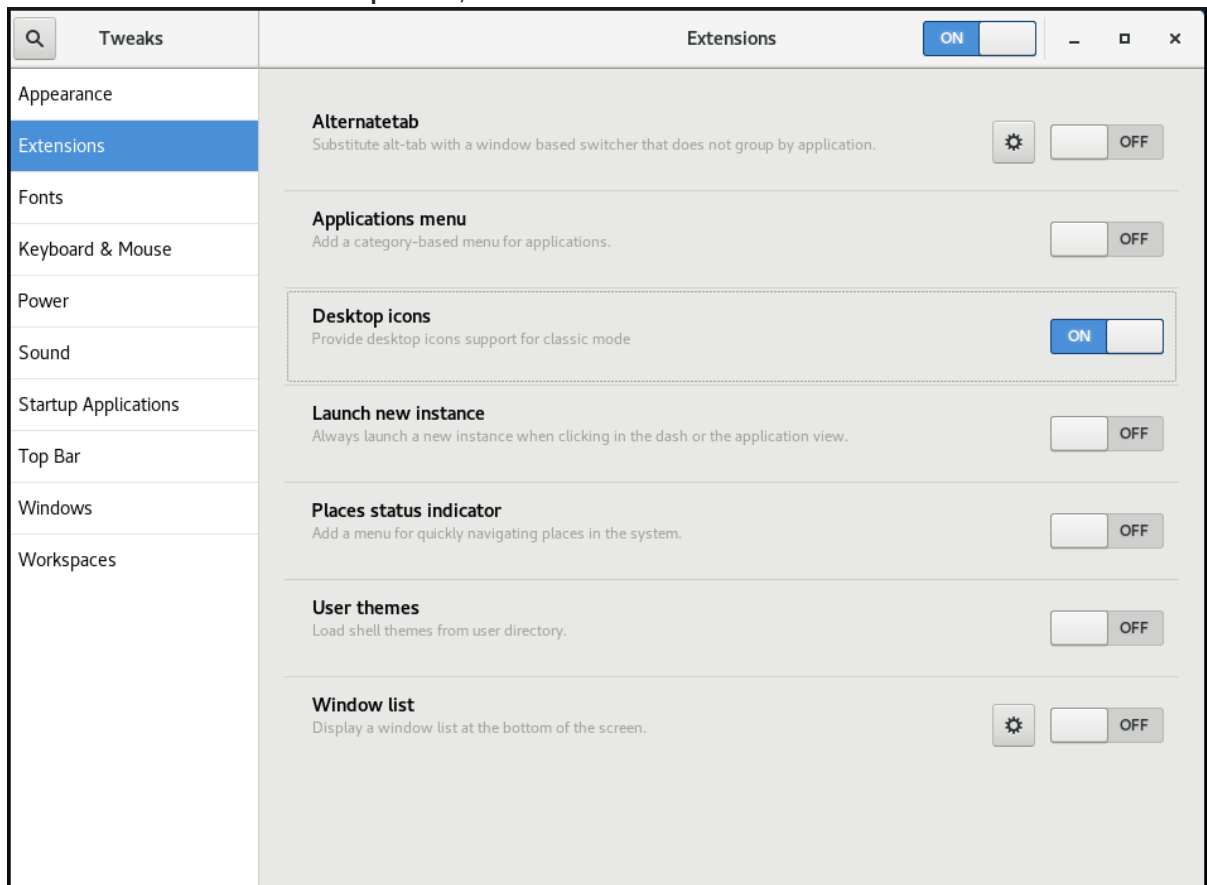 Tweaks
Extensions
ON
Appearance
Extensions
Fonts
Keyboard & Mouse
Power
Sound
Startup Applications
Top Bar
Windows
Workspaces
Alternatetab
Substitute alt-tab with a window based switcher that does not group by application.
OFF
Applications menu
Add a category-based menu for applications.
OFF
Desktop icons
Provide desktop icons support for classic mode
ON
Launch new instance
Always launch a new instance when clicking in the dash or the application view.
OFF
Places status indicator
Add a menu for quickly navigating places in the system.
OFF
User themes
Load shell themes from user directory.
OFF
Window list
Display a window list at the bottom of the screen.
OFF